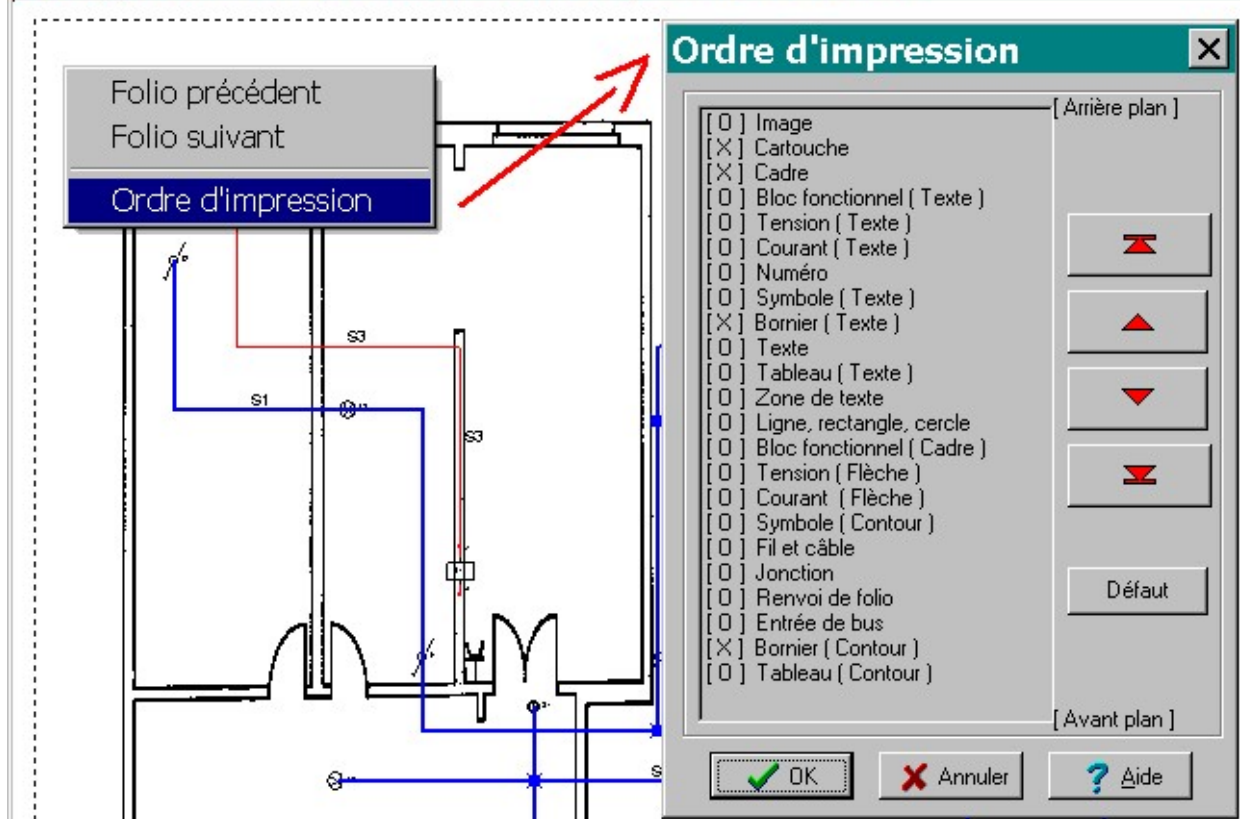 Folio précédent
Folio suivant
Ordre d'impression
S3
S1
S3
S
Ordre d'impression
[ Arrière plan ]
[ O ] Image
[X] Cartouche
[X] Cadre
[ O ] Bloc fonctionnel ( Texte )
[ O ] Tension ( Texte )
[ O ] Courant ( Texte )
[ O ] Numéro
[ O ] Symbole ( Texte )
[X] Bornier ( Texte )
[ O ] Texte
[ O ] Tableau ( Texte )
[ O ] Zone de texte
[ O ] Ligne, rectangle, cercle
[ O ] Bloc fonctionnel ( Cadre )
[ O ] Tension ( Flèche )
[ O ] Courant ( Flèche )
[ O ] Symbole ( Contour )
[ O ] Fil et câble
[ O ] Jonction
[ O ] Renvoi de folio
[ O ] Entrée de bus
[X] Bornier ( Contour )
[ O ] Tableau ( Contour )
Défaut
[ Avant plan ]
OK
Annuler
Aide